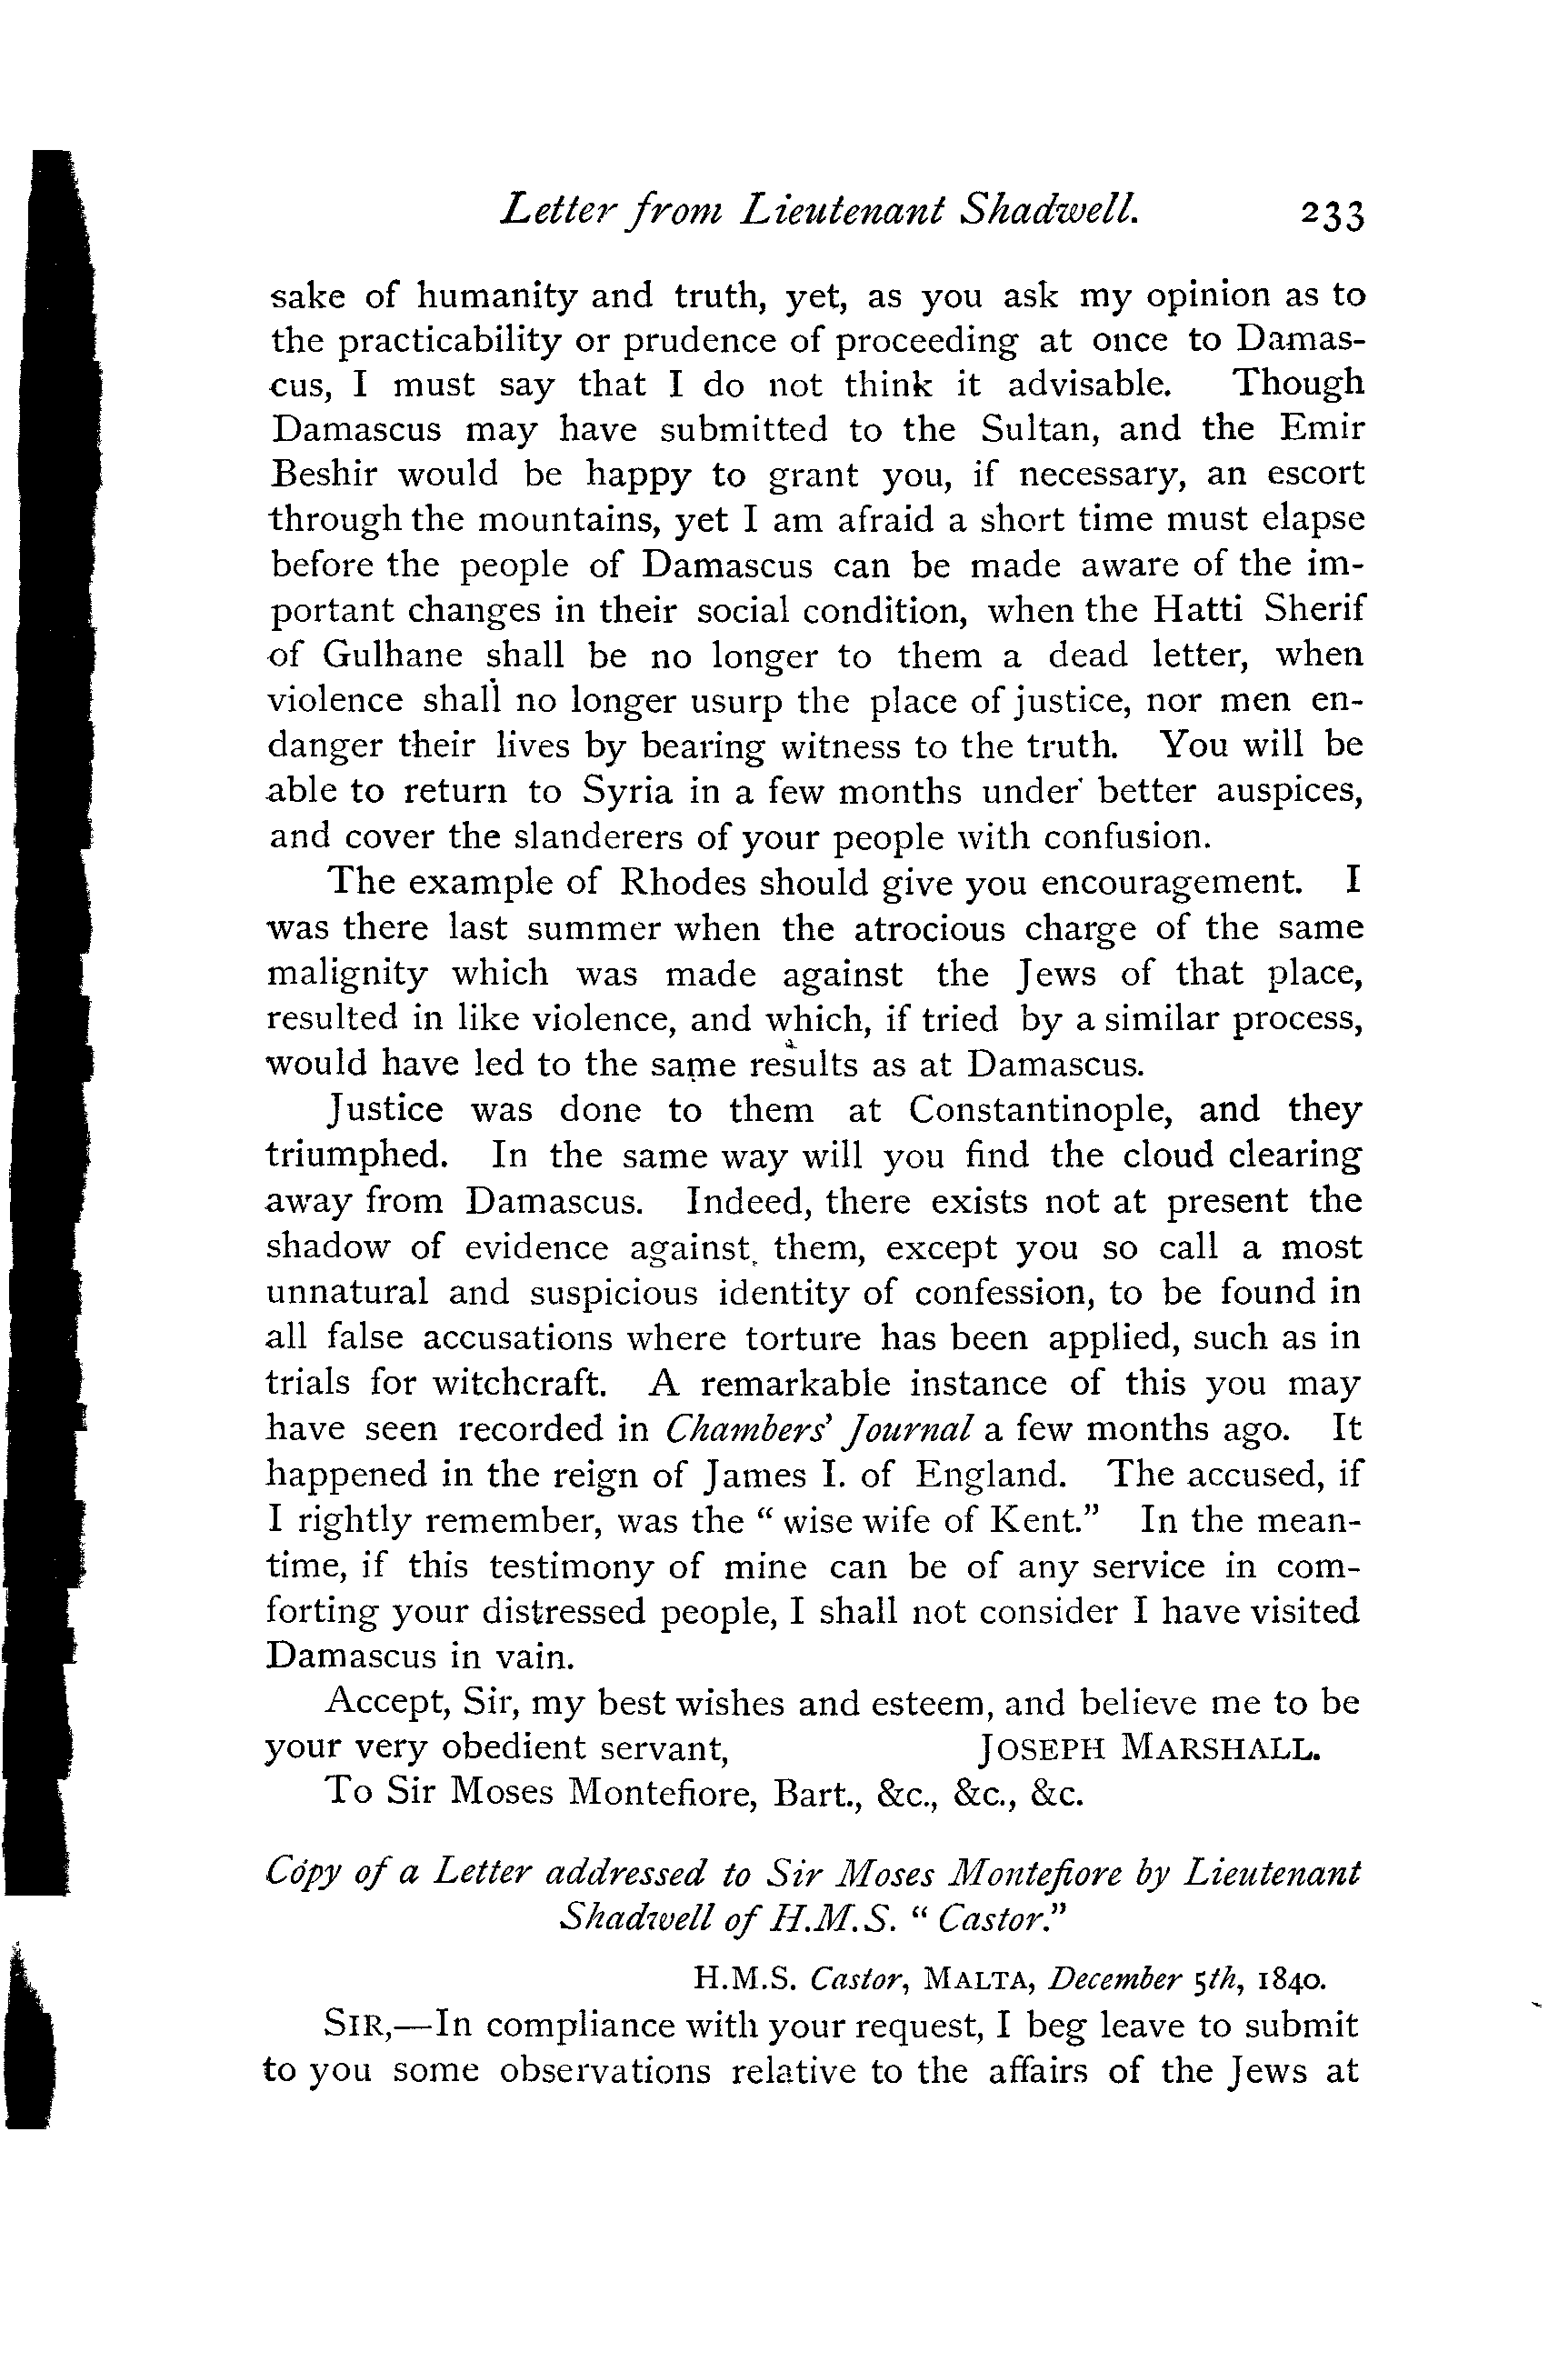 Letter from Lieutenant Shadwell. 233
sake of humanity and truth, yet, as you ask my opinion as to
the practicability or prudence of proceeding at once to Damas-
cus, I must say that I do not think it advisable. Though
Damascus may have submitted to the Sultan, and the Emir
Beshir would be happy to grant you, if necessary, an escort
through the mountains, yet I am afraid a short time must elapse
before the people of Damascus can be made aware of the im-
portant changes in their social condition, when the Hatti Sherif
of Gulhane shall be no longer to them a dead letter, when
violence shall no longer usurp the place of justice, nor men en-
danger their lives by bearing witness to the truth. You will be
able to return to Syria in a few months under better auspices,
and cover the slanderers of your people with confusion.
The example of Rhodes should give you encouragement. I
was there last summer when the atrocious charge of the same
malignity which was made against the Jews of that place,
resulted in like violence, and which, if tried by a similar process,
would have led to the same results as at Damascus.
Justice was done to them at Constantinople, and they
triumphed. In the same way will you find the cloud clearing
away from Damascus. Indeed, there exists not at present the
shadow of evidence against them, except you so call a most
unnatural and suspicious identity of confession, to be found in
all false accusations where torture has been applied, such as in
trials for witchcraft. A remarkable instance of this you may
have seen recorded in Chambers' Journal a few months ago. It
happened in the reign of James I. of England. The accused, if
I rightly remember, was the “ wise wife of Kent.” In the mean-
time, if this testimony of mine can be of any service in com-
forting your distressed people, I shall not consider I have visited
Damascus in vain.
Accept, Sir, my best wishes and esteem, and believe me to be
your very obedient servant, JOSEPH MARSHALL.
To Sir Moses Montefiore, Bart., &c., &c., &c.
Copy of a Letter addressed to Sir Moses Montefiore by Lieutenant
Shadwell of H.M.S. “ Castor.”
H.M.S. Castor, MALTA, December 5th, 1840.
SIR,—In compliance with your request, I beg leave to submit
to you some observations relative to the affairs of the Jews at